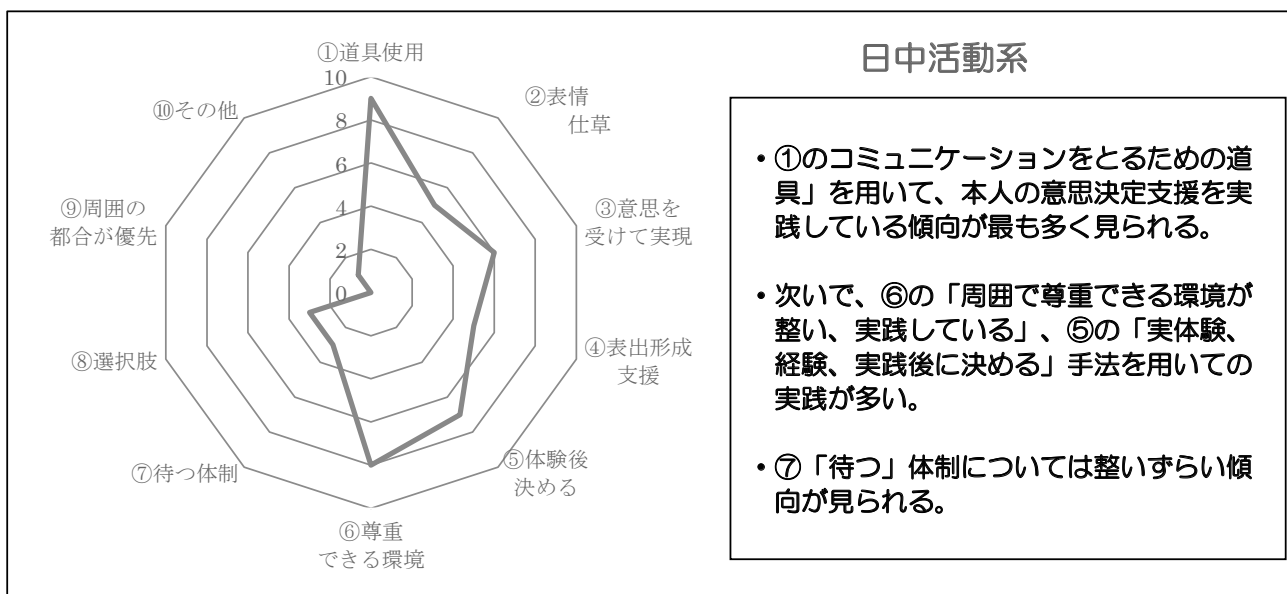 日中活動系
①道具使用
②表情
仕草
③意思を
受けて実現
④表出形成
支援
⑤体験後
決める
⑥尊重
できる環境
⑦待つ体制
⑧選択肢
⑨周囲の
都合が優先
⑩その他
10
8
6
4
2
0
・①のコミュニケーションをとるための道
具」を用いて、本人の意思決定支援を実
践している傾向が最も多く見られる。
・次いで、⑥の「周囲で尊重できる環境が
整い、実践している」、⑤の「実体験、
経験、実践後に決める」手法を用いての
実践が多い。
・⑦「待つ」体制については整いずらい傾
向が見られる。